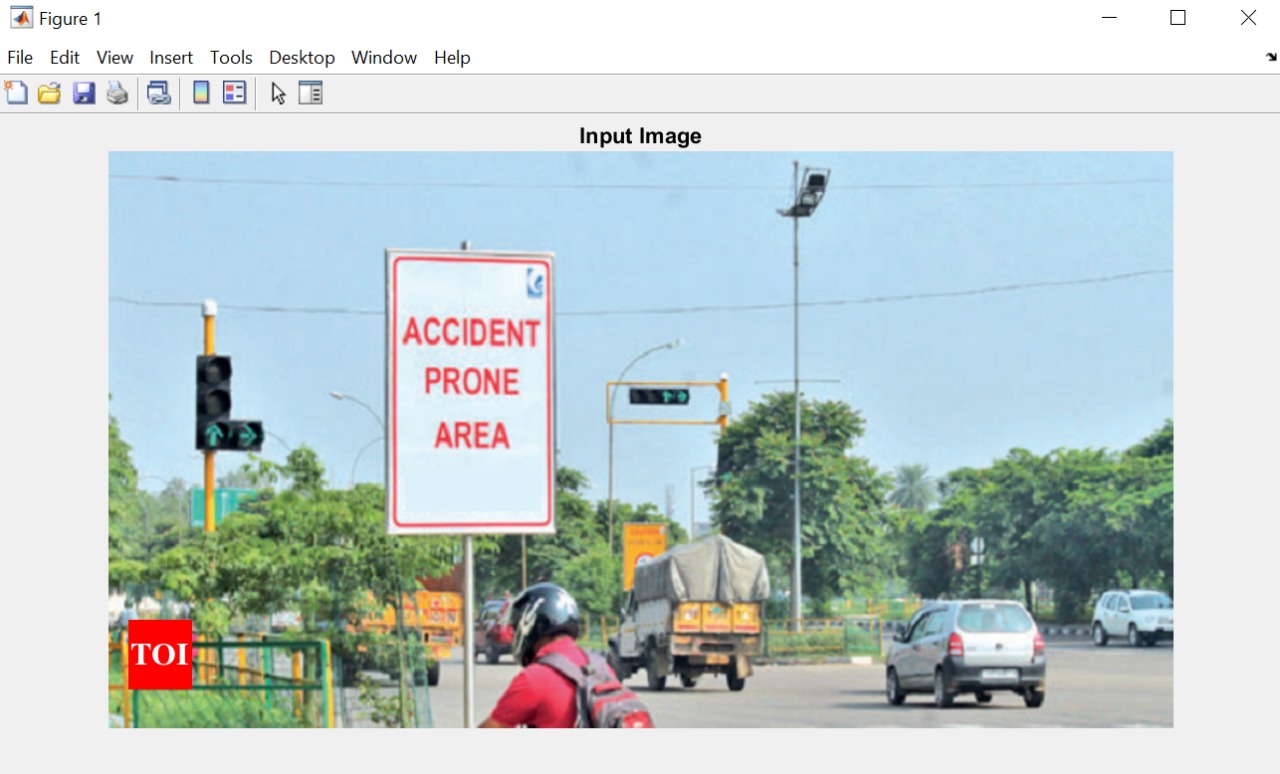 Figure 1
File Edit View Insert Tools Desktop Window Help
Input Image
ACCIDENT
PRONE
AREA
TOI